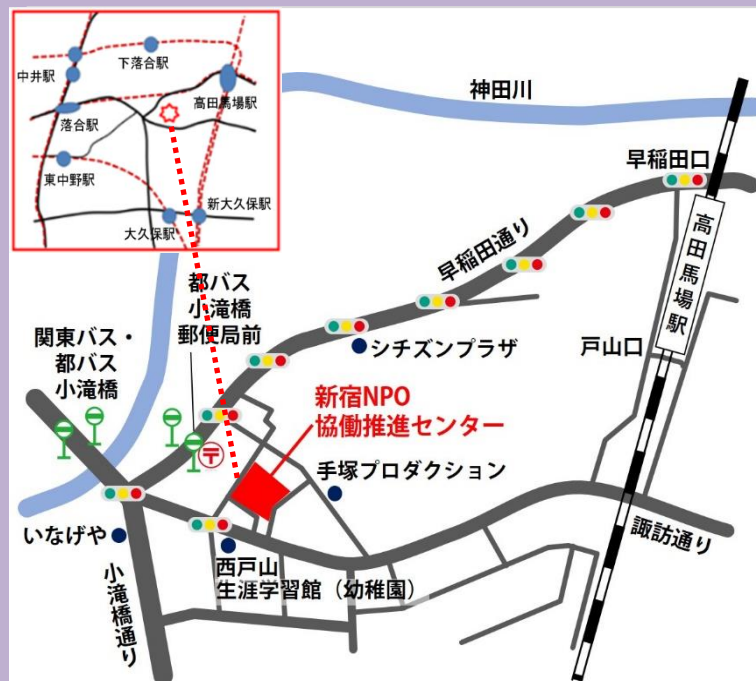 中井駅
下落合駅
高田馬場駅
落合駅
東中野駅
新大久保駅
大久保駅
神田川
早稲田口
高田馬場駅
早稲田通り
都バス
小滝橋
郵便局前
関東バス・
都バス
小滝橋
シチズンプラザ
戸山口
新宿NPO
協働推進センター
手塚プロダクション
〒
いなげや
諏訪通り
西戸山
生涯学習館（幼稚園）
小滝橋通り